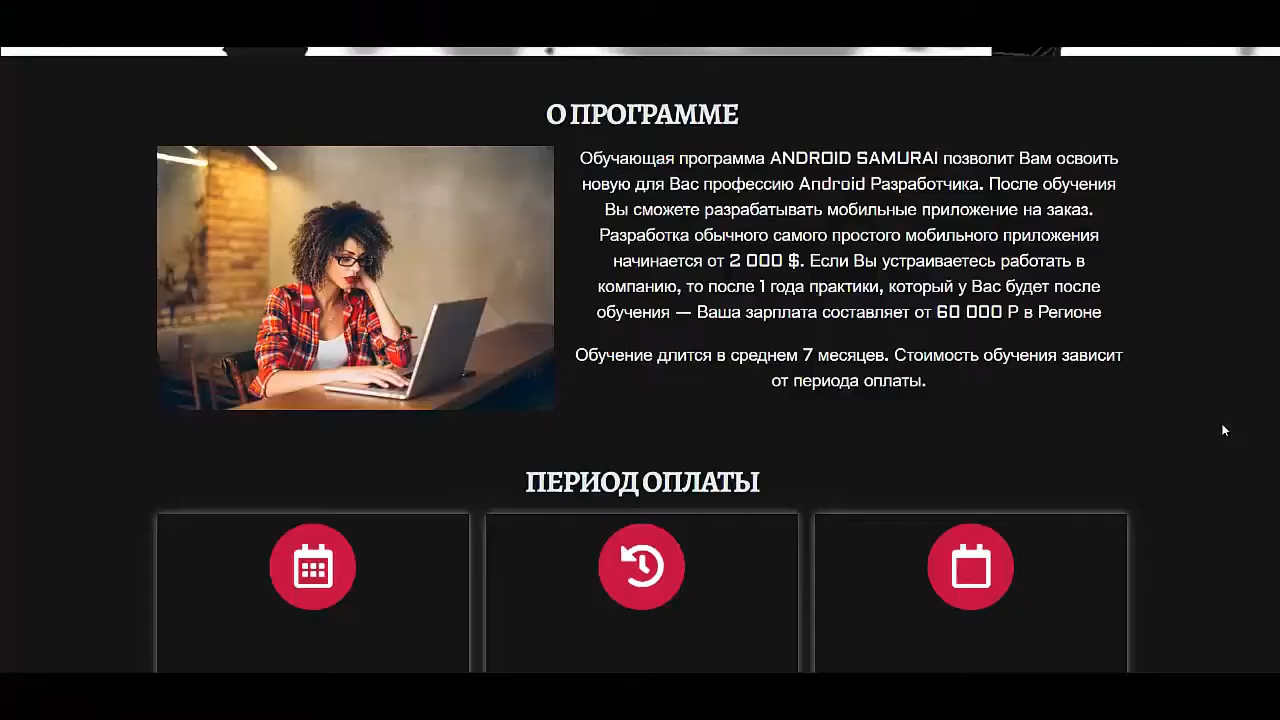 О ПРОГРАММЕ
Обучающая программа ANDROID SAMURAI позволит Вам освоить
новую для Вас профессию Android Разработчика. После обучения
Вы сможете разрабатывать мобильные приложение на заказ.
Разработка обычного самого простого мобильного приложения
начинается от 2 000 $. Если Вы устраиваетесь работать в
компанию, то после 1 года практики, который у Вас будет после
обучения — Ваша зарплата составляет от 60 000 Р в Регионе
Обучение длится в среднем 7 месяцев. Стоимость обучения зависит
от периода оплаты.
ПЕРИОД ОПЛАТЫ